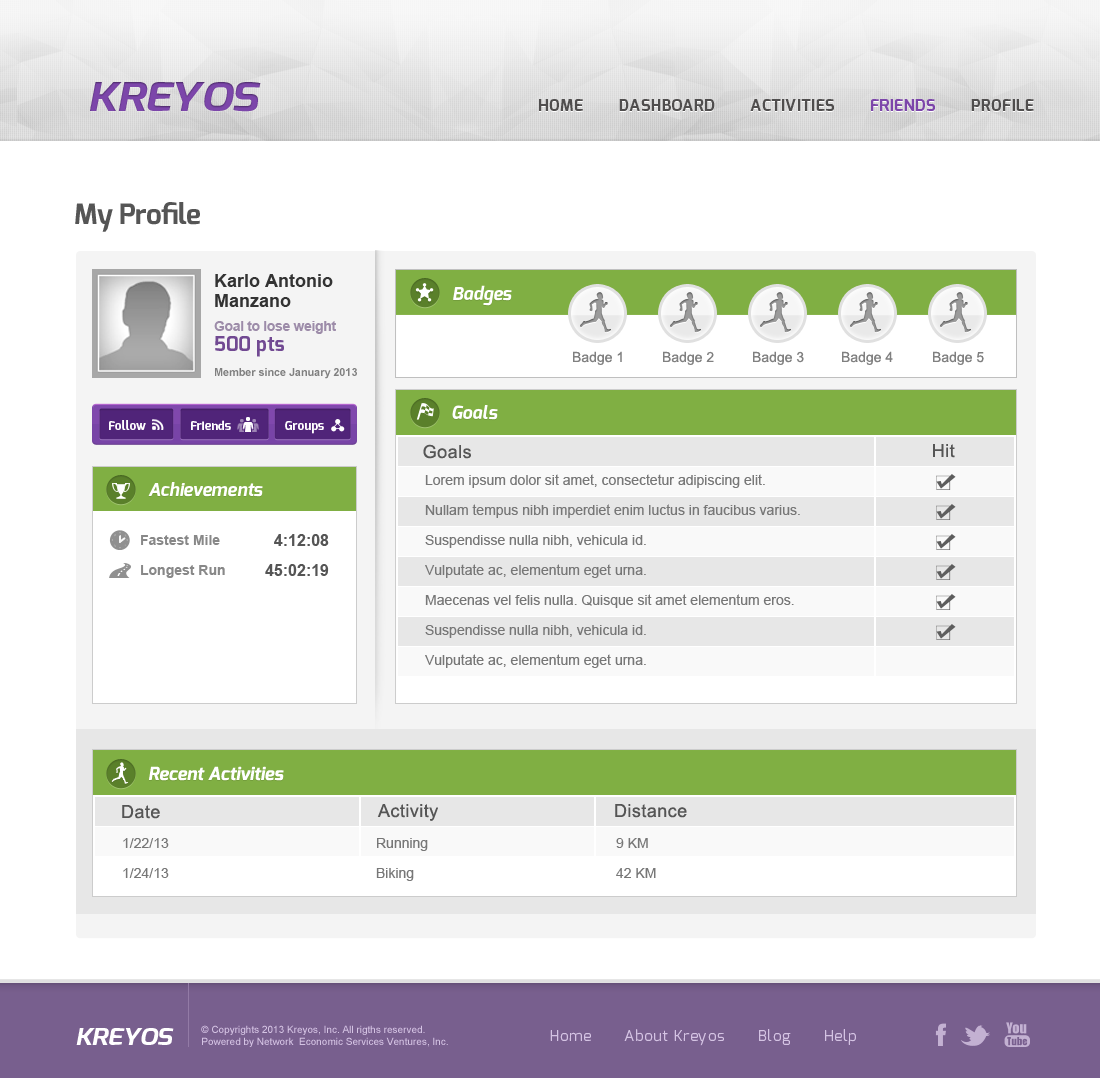 KREYOS
HOME DASHBOARD ACTIVITIES FRIENDS PROFILE
My Profile
Karlo Antonio
Manzano
Goal to lose weight
500 pts
Member since January 2013
Follow Friends Groups
Achievements
Fastest Mile 4:12:08
Longest Run 45:02:19
Badges
Badge 1 Badge 2 Badge 3 Badge 4 Badge 5
Goals
Goals Hit
Lorem ipsum dolor sit amet, consectetur adipiscing elit.
Nullam tempus nibh imperdiet enim luctus in faucibus varius.
Suspendisse nulla nibh, vehicula id.
Vulputate ac, elementum eget urna.
Maecenas vel felis nulla. Quisque sit amet elementum eros.
Suspendisse nulla nibh, vehicula id.
Vulputate ac, elementum eget urna.
Recent Activities
Date Activity Distance
1/22/13 Running 9 KM
1/24/13 Biking 42 KM
KREYOS
© Copyrights 2013 Kreyos, Inc. All rigths reserved.
Powered by Network Economic Services Ventures, Inc.
Home About Kreyos Blog Help
f
You
Tube